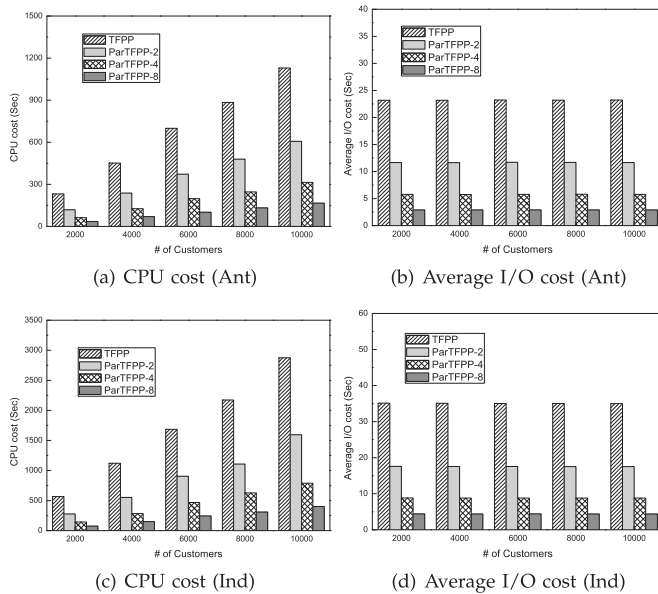 1500
1200
900
600
300
0
CPU cost (Sec)
TFPP
ParTFPP-2
ParTFPP-4
ParTFPP-8
2000 4000 6000 8000 10000
# of Customers
(a) CPU cost (Ant)
40
35
30
25
20
15
10
5
0
Average I/O cost (Sec)
TFPP
ParTFPP-2
ParTFPP-4
ParTFPP-8
2000 4000 6000 8000 10000
# of Customers
(b) Average I/O cost (Ant)
3500
3000
2500
2000
1500
1000
500
0
CPU cost (Sec)
TFPP
ParTFPP-2
ParTFPP-4
ParTFPP-8
2000 4000 6000 8000 10000
# of Customers
(c) CPU cost (Ind)
60
50
40
30
20
10
0
Average I/O cost (Sec)
TFPP
ParTFPP-2
ParTFPP-4
ParTFPP-8
2000 4000 6000 8000 10000
# of Customers
(d) Average I/O cost (Ind)